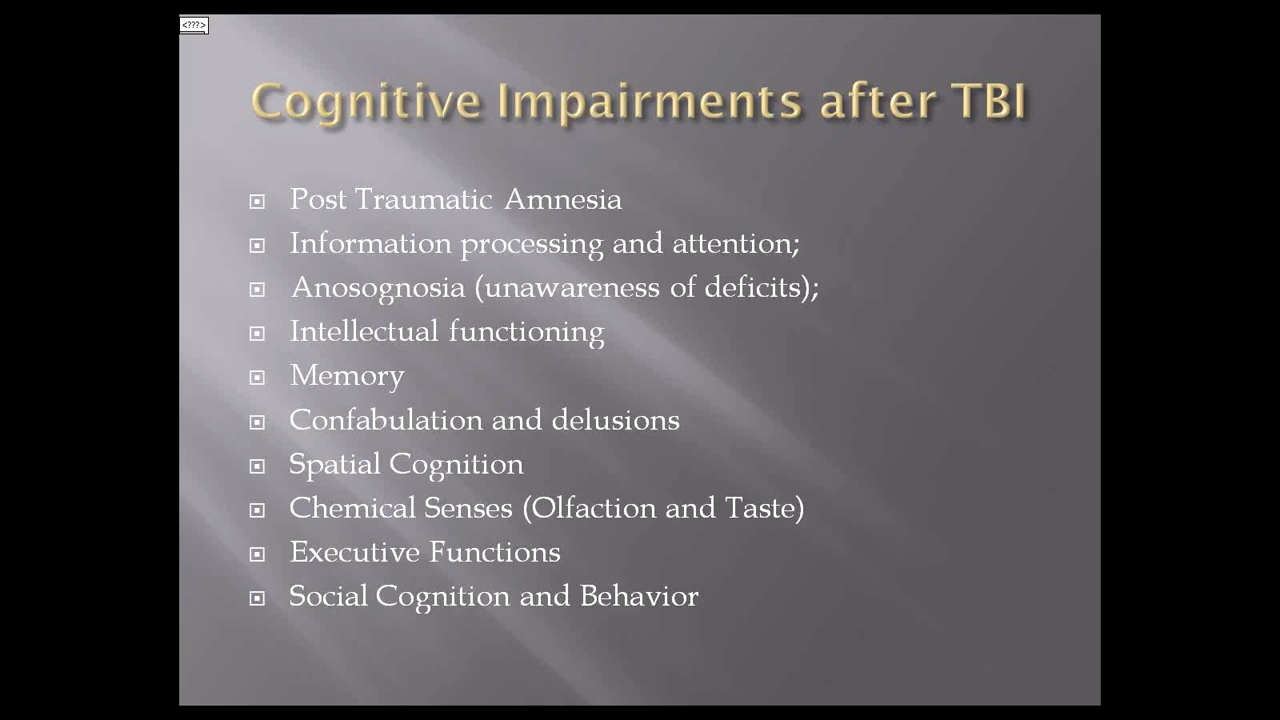 <???>
Cognitive Impairments after TBI
Post Traumatic Amnesia
Information processing and attention;
Anosognosia (unawareness of deficits);
Intellectual functioning
Memory
Confabulation and delusions
Spatial Cognition
Chemical Senses (Olfaction and Taste)
Executive Functions
Social Cognition and Behavior